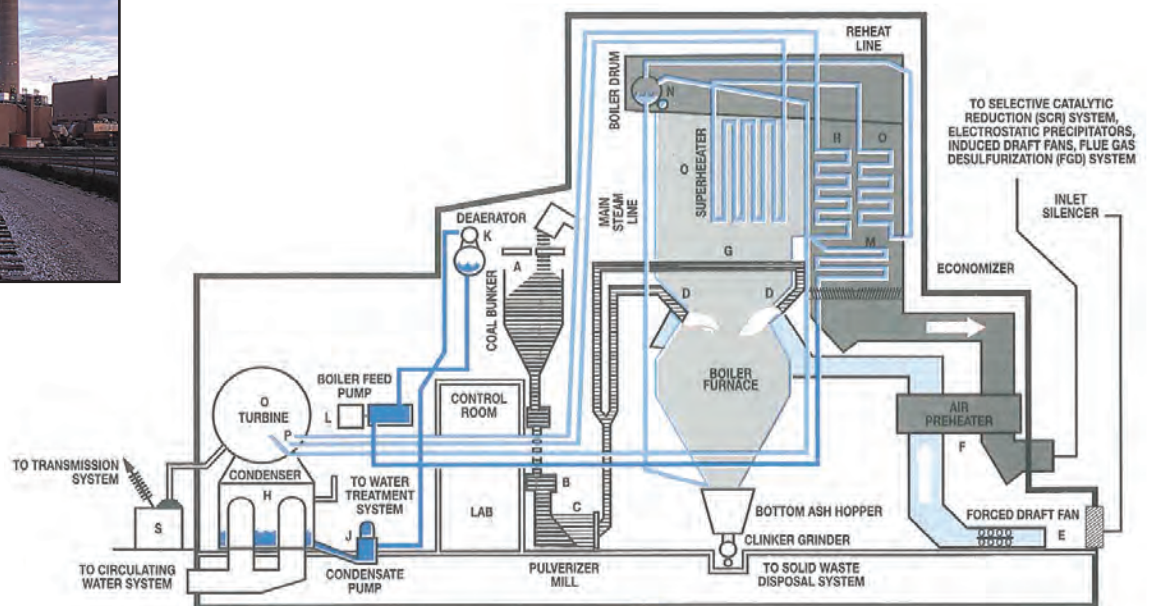 REHEAT
LINE
BOILER DRUM
N
TO SELECTIVE CATALYTIC
REDUCTION (SCR) SYSTEM,
ELECTROSTATIC PRECIPITATORS,
INDUCED DRAFT FANS, FLUE GAS
DESULFURIZATION (FGD) SYSTEM
R
O
O
SUPERHEEATER
MAIN
STEAM
LINE
INLET
SILENCER
DEAERATOR
K
A
COAL BUNKER
G
M
ECONOMIZER
D
D
BOILER
FURNACE
BOILER FEED
PUMP
L
CONTROL
ROOM
O
TURBINE
P
AIR
PREHEATER
F
TO TRANSMISSION
SYSTEM
CONDENSER
H
TO WATER
TREATMENT
SYSTEM
LAB
B
C
BOTTOM ASH HOPPER
FORCED DRAFT FAN
E
S
J
CLINKER GRINDER
TO CIRCULATING
WATER SYSTEM
CONDENSATE
PUMP
PULVERIZER
MILL
TO SOLID WASTE
DISPOSAL SYSTEM